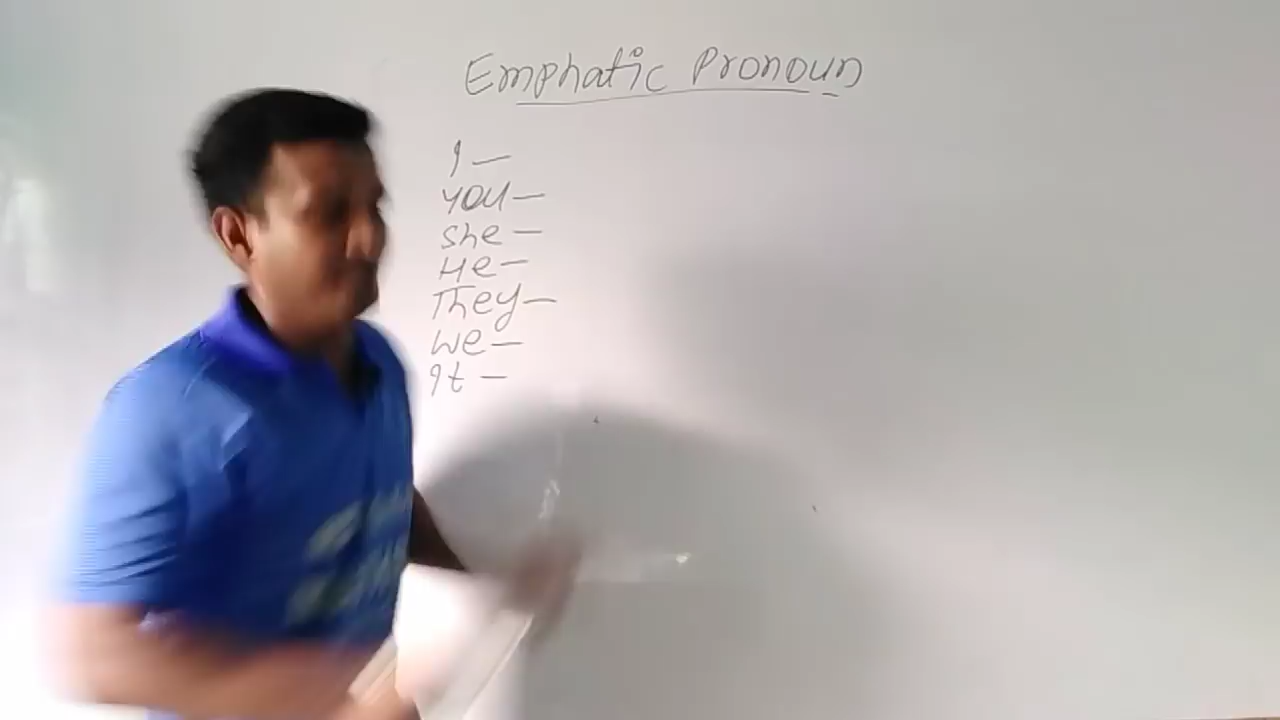 Emphatic Pronoun
I —
you —
She —
He —
They —
We —
It —